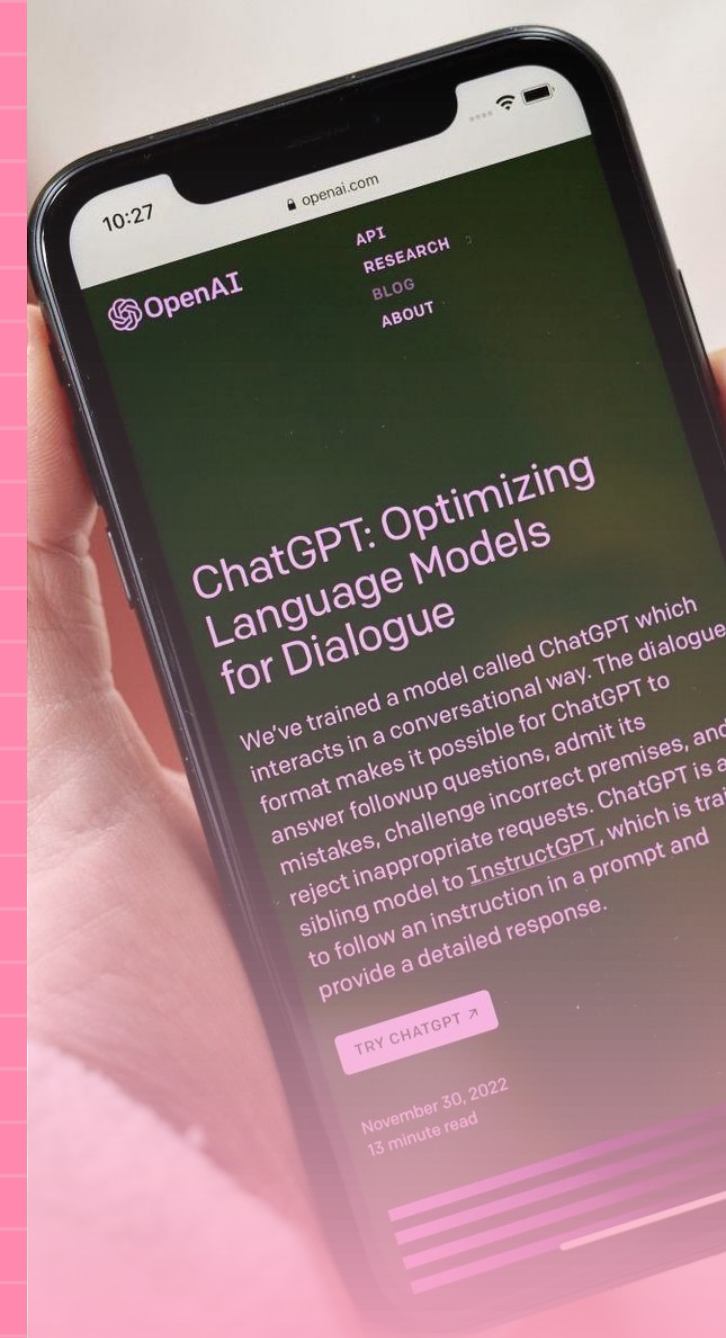 10:27
openai.com
OpenAI
API
RESEARCH
BLOG
ABOUT
ChatGPT: Optimizing
Language Models
for Dialogue
We've trained a model called ChatGPT which
interacts in a conversational way. The dialogue
format makes it possible for ChatGPT to
answer followup questions, admit its
mistakes, challenge incorrect premises, and
reject inappropriate requests. ChatGPT is a
sibling model to InstructGPT, which is
to follow an instruction in a prompt and
provide a detailed response.
TRY CHATGPT ↗
November 30, 2022
13 minute read